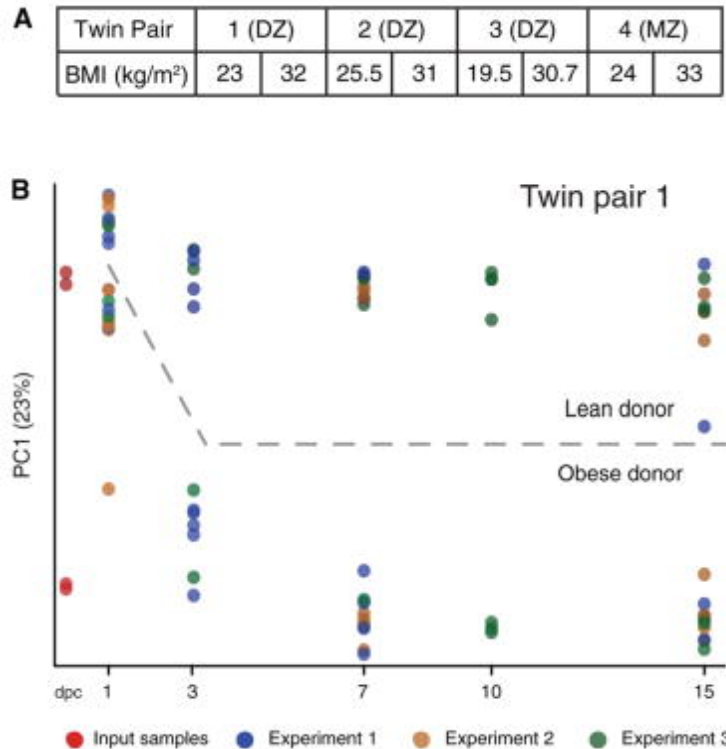 A
Twin Pair 1 (DZ) 2 (DZ) 3 (DZ) 4 (MZ)
BMI (kg/m²) 23 32 25.5 31 19.5 30.7 24 33
B
Twin pair 1
PC1 (23%)
Lean donor
Obese donor
dpc 1 3 7 10 15
Input samples Experiment 1 Experiment 2 Experiment 3